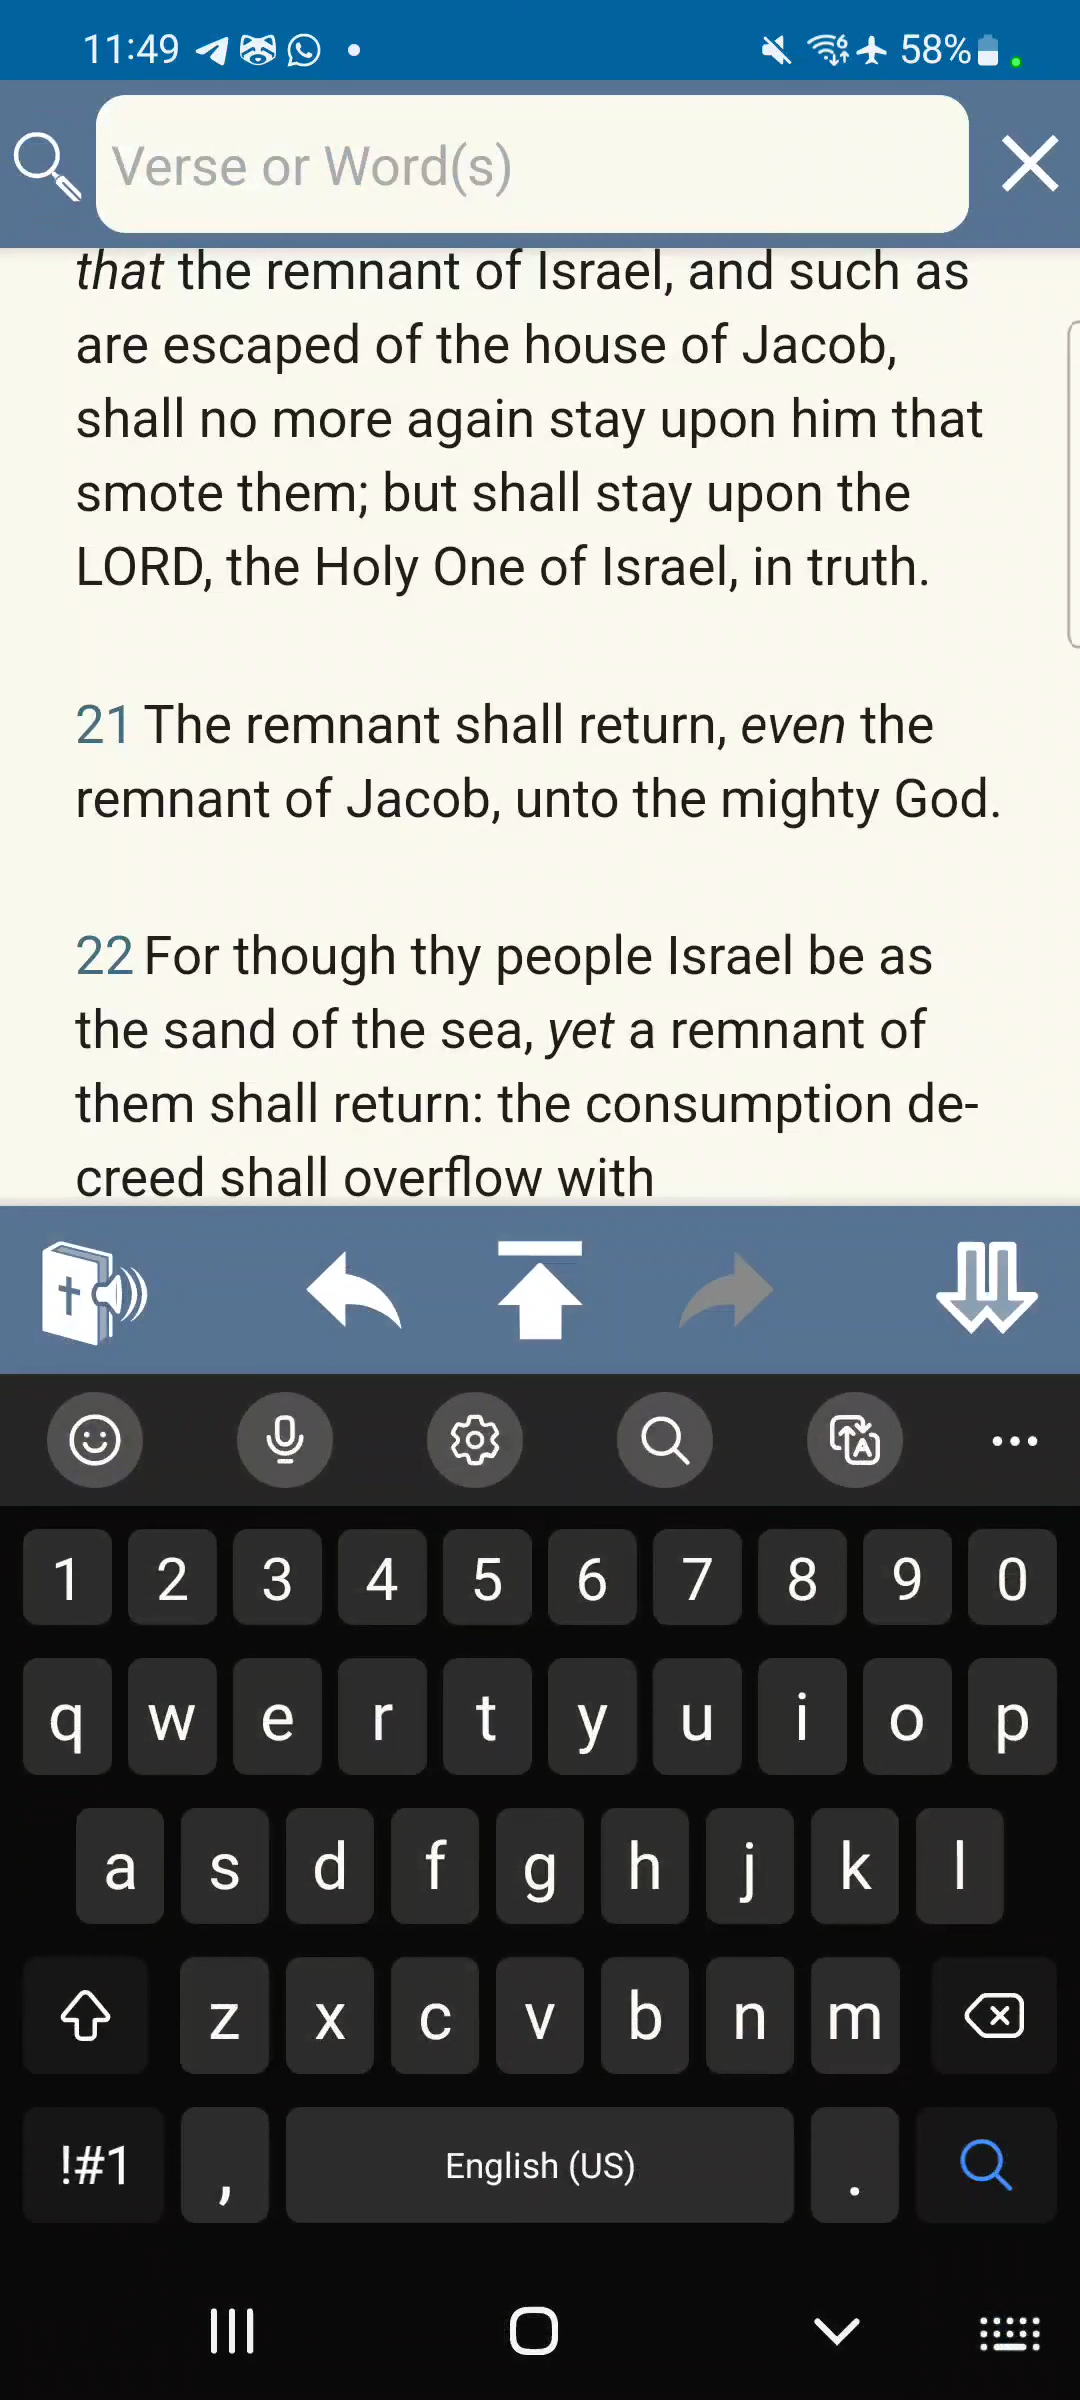 11:49 58%
Verse or Word(s)
that the remnant of Israel, and such as
are escaped of the house of Jacob,
shall no more again stay upon him that
smote them; but shall stay upon the
LORD, the Holy One of Israel, in truth.
21 The remnant shall return, even the
remnant of Jacob, unto the mighty God.
22 For though thy people Israel be as
the sand of the sea, yet a remnant of
them shall return: the consumption de-
creed shall overflow with
1 2 3 4 5 6 7 8 9 0
q w e r t y u i o p
a s d f g h j k l
z x c v b n m
!#1 , English (US) .